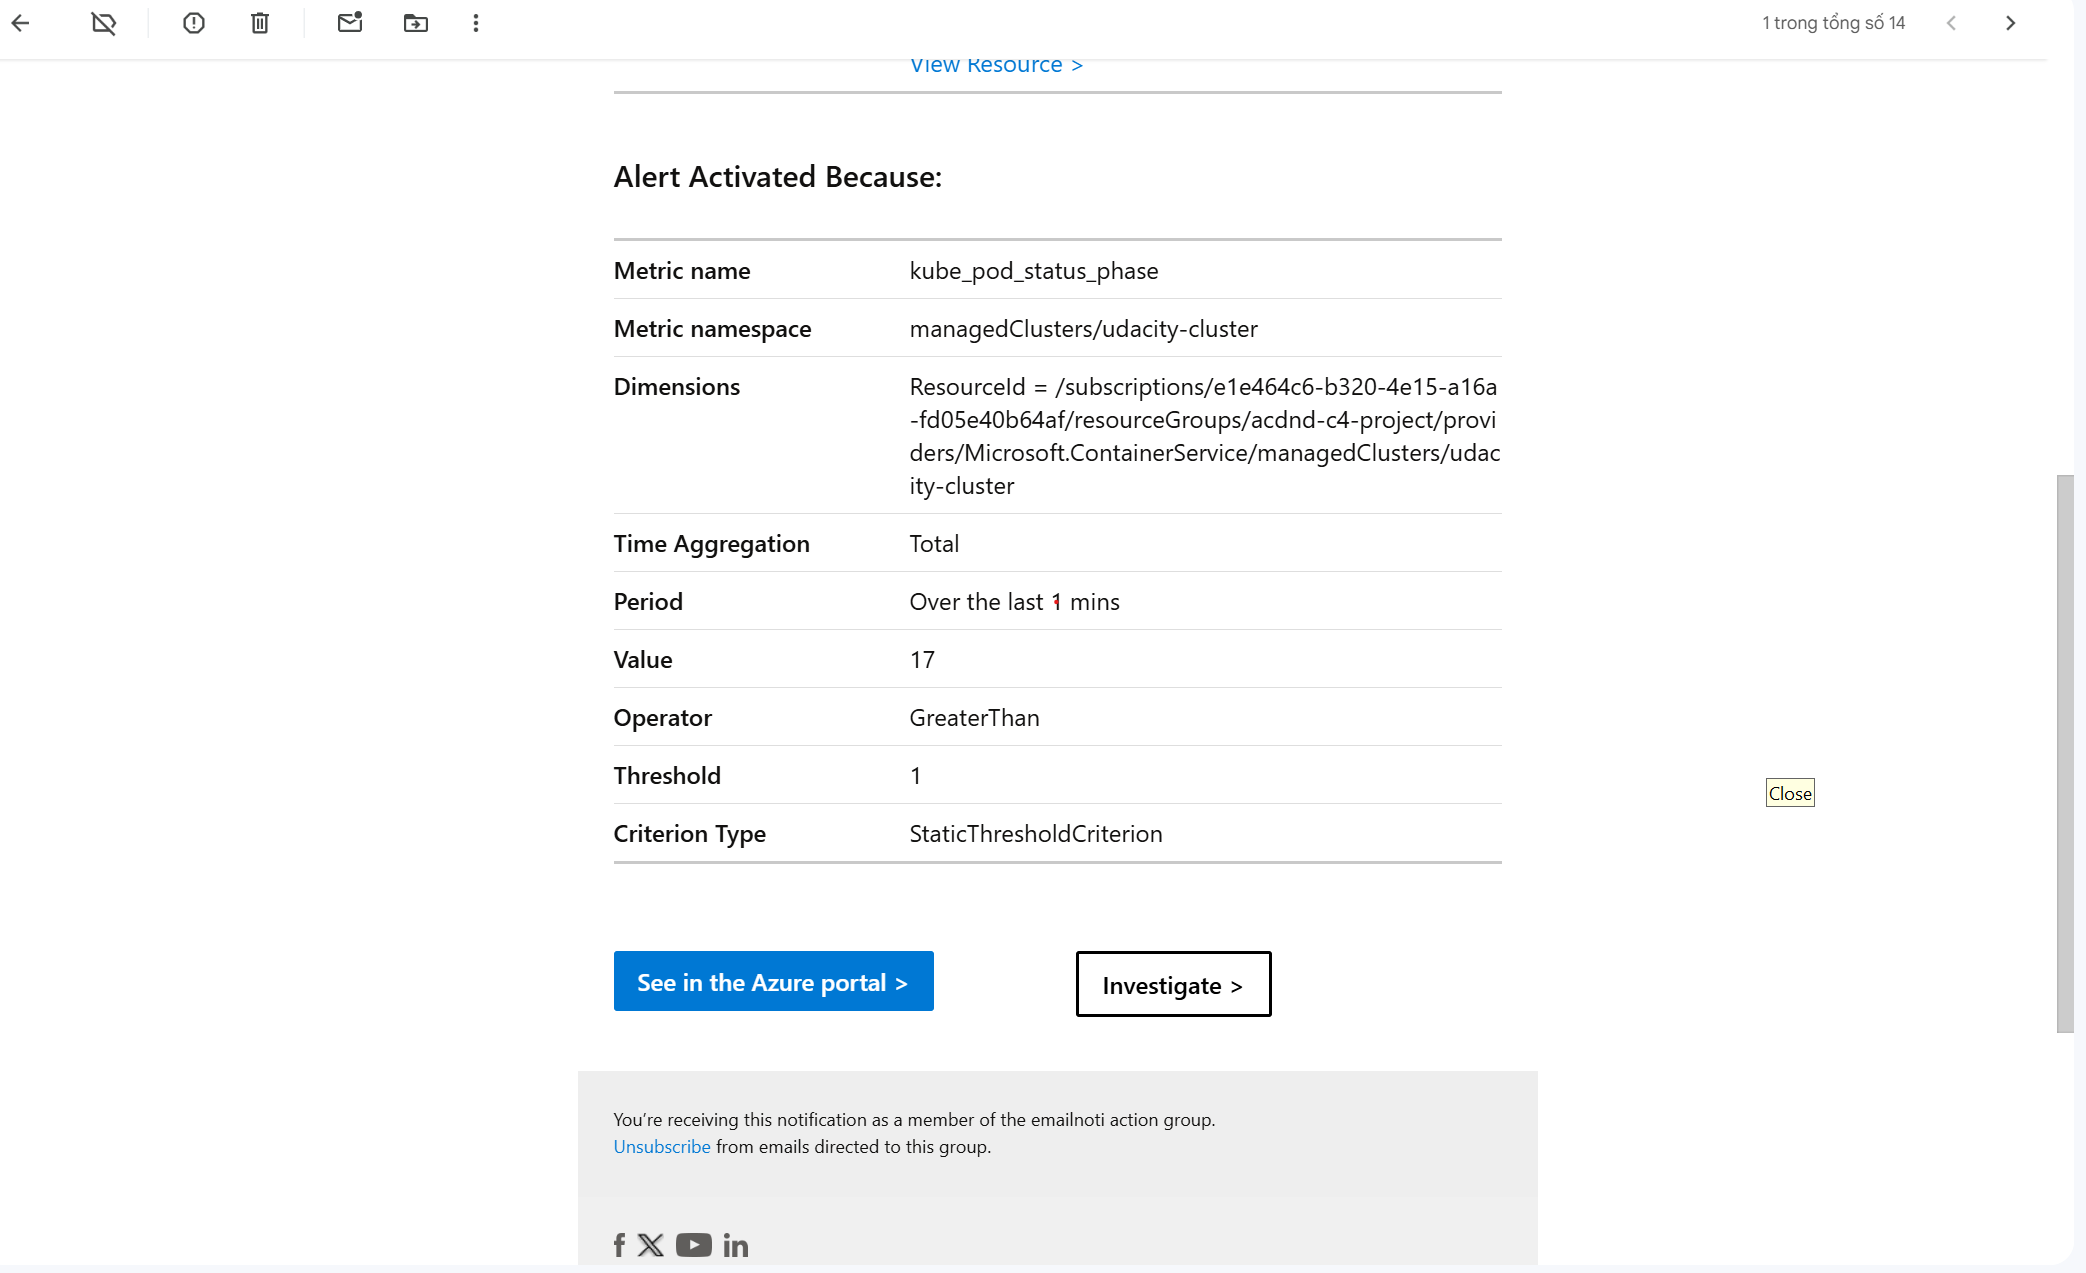 1 trong tổng số 14
View Resource >
Alert Activated Because:
Metric name kube_pod_status_phase
Metric namespace managedClusters/udacity-cluster
Dimensions ResourceId = /subscriptions/e1e464c6-b320-4e15-a16a
-fd05e40b64af/resourceGroups/acdnd-c4-project/provi
ders/Microsoft.ContainerService/managedClusters/udac
ity-cluster
Time Aggregation Total
Period Over the last 1 mins
Value 17
Operator GreaterThan
Threshold 1
Close
Criterion Type StaticThresholdCriterion
See in the Azure portal > Investigate >
You're receiving this notification as a member of the emailnoti action group.
Unsubscribe from emails directed to this group.